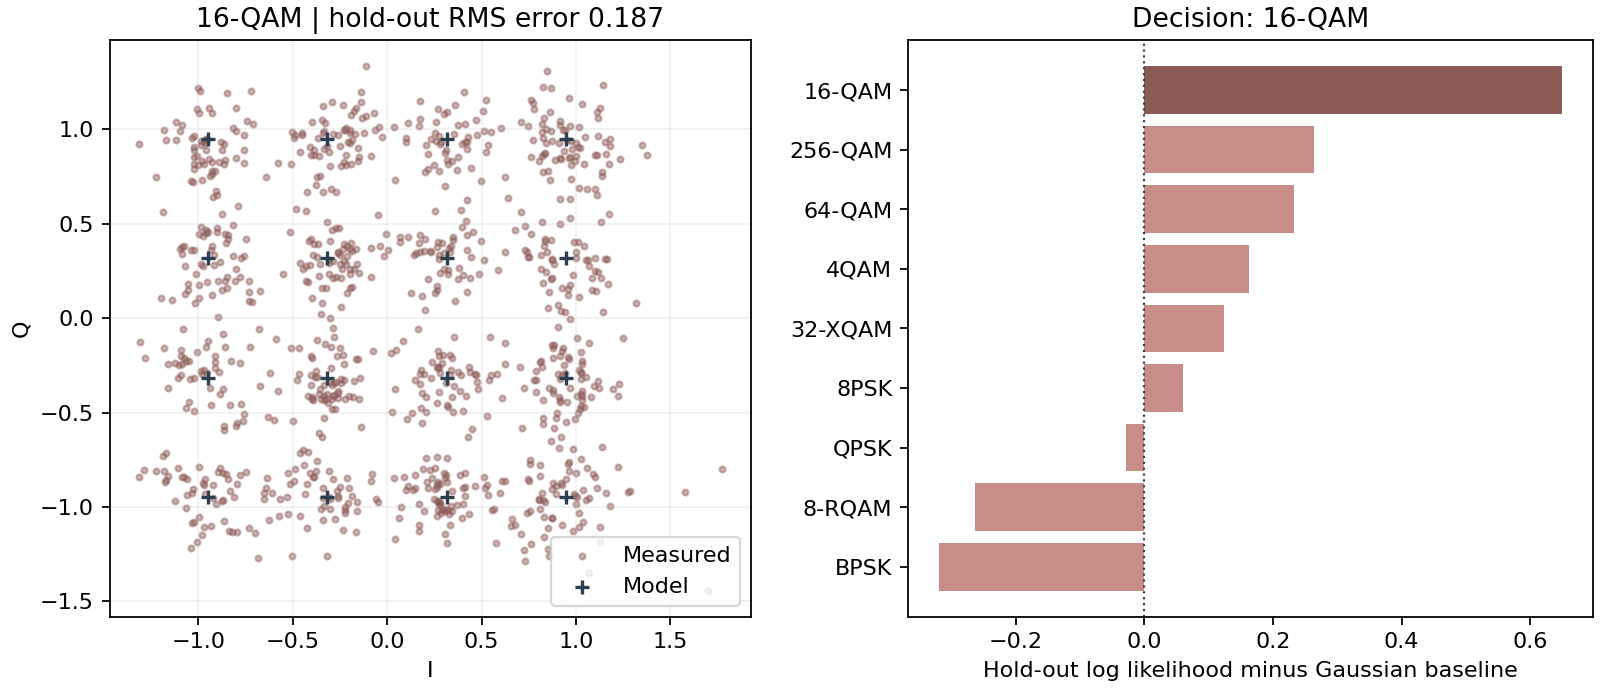 16-QAM | hold-out RMS error 0.187
Q
1.0
0.5
0.0
−0.5
−1.0
−1.5
−1.0
−0.5
0.0
0.5
1.0
1.5
I
Measured
Model
Decision: 16-QAM
16-QAM
256-QAM
64-QAM
4QAM
32-XQAM
8PSK
QPSK
8-RQAM
BPSK
−0.2
0.0
0.2
0.4
0.6
Hold-out log likelihood minus Gaussian baseline